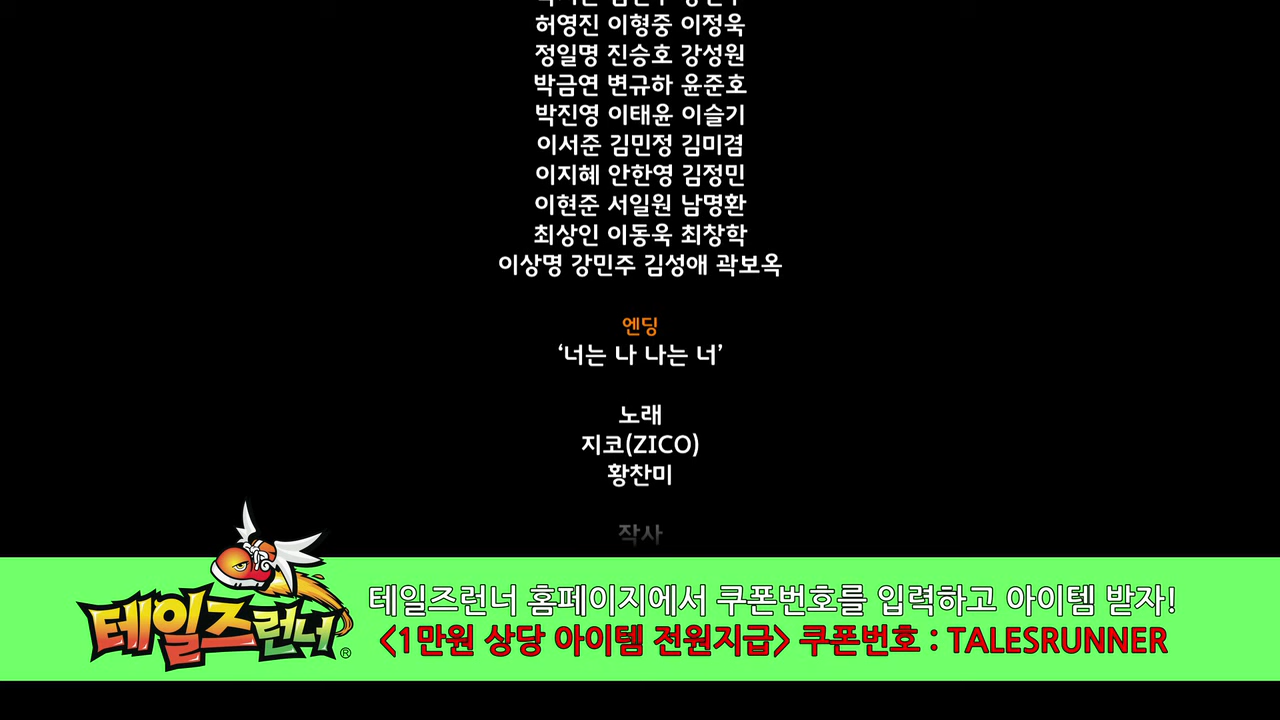 허영진 이형중 이정욱
정일명 진승호 강성원
박금연 변규하 윤준호
박진영 이태윤 이슬기
이서준 김민정 김미겸
이지혜 안한영 김정민
이현준 서일원 남명환
최상인 이동욱 최창학
이상명 강민주 김성애 곽보옥
엔딩
‘너는 나 나는 너’
노래
지코(ZICO)
황찬미
작사
테일즈런너®
테일즈런너 홈페이지에서 쿠폰번호를 입력하고 아이템 받자!
<1만원 상당 아이템 전원지급> 쿠폰번호 : TALESRUNNER